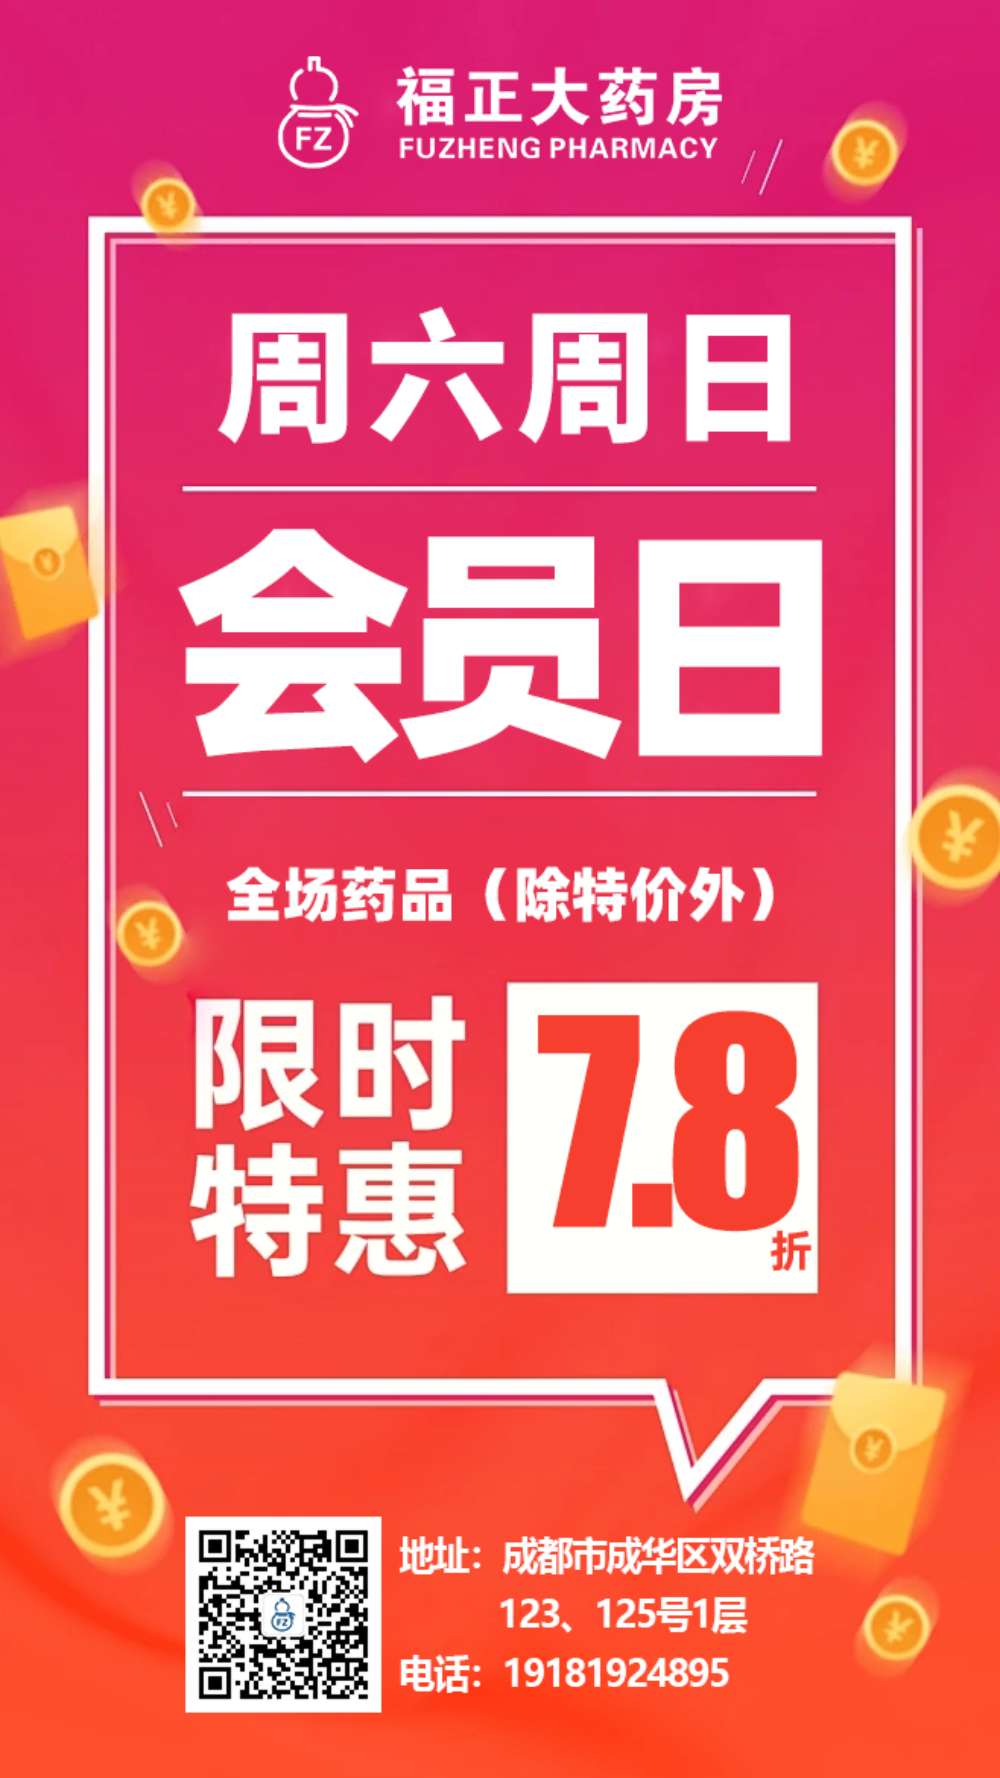 福正大药房
FUZHENG PHARMACY
FZ
周六周日
会员日
全场药品（除特价外）
限时
特惠
7.8
折
地址：成都市成华区双桥路
123、125号1层
电话：19181924895
FZ